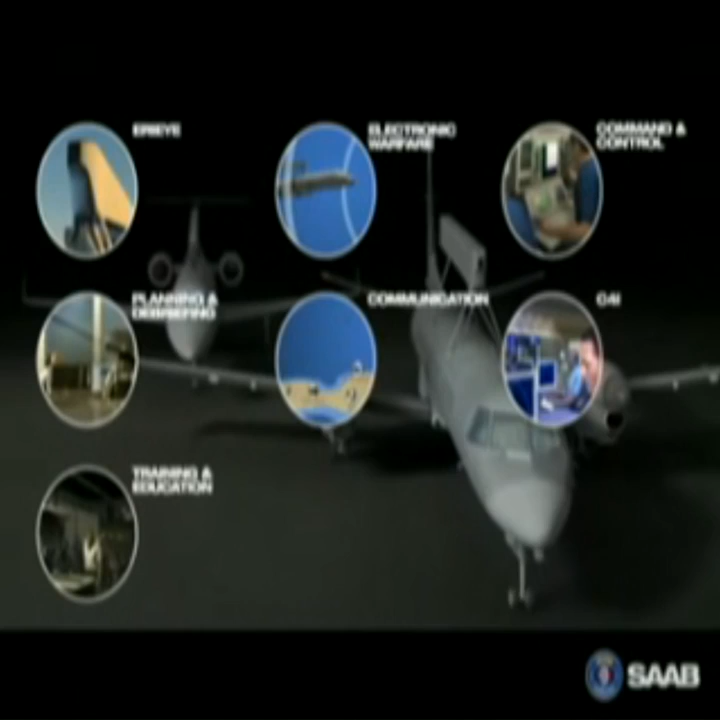 ERIEYE
ELECTRONIC
WARFARE
COMMAND &
CONTROL
PLANNING &
DEBRIEFING
COMMUNICATION
C4I
TRAINING &
EDUCATION
SAAB